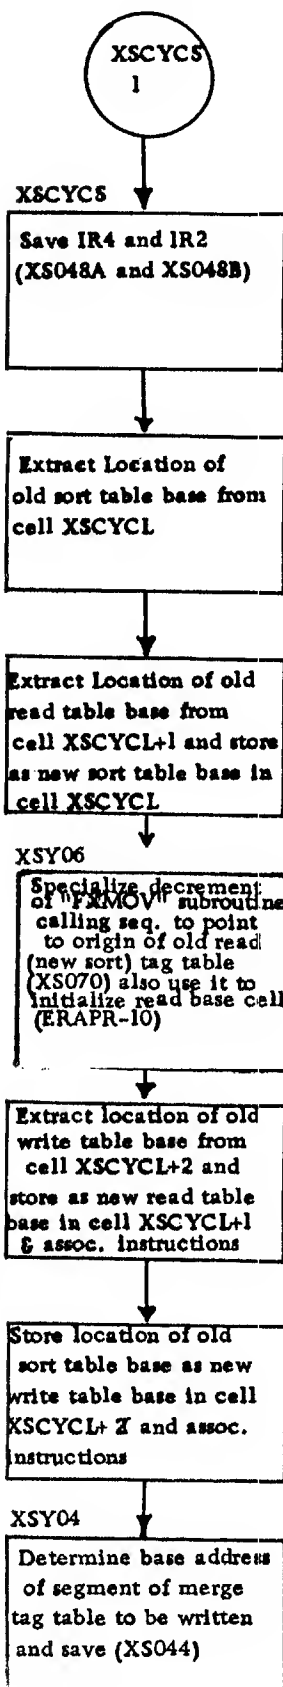 XSCYCS
1
XSCYCS
Save IR4 and IR2
(XS048A and XS048B)
Extract Location of
old sort table base from
cell XSCYCL
Extract Location of old
read table base from
cell XSCYCL+1 and store
as new sort table base in
cell XSCYCL
XSY06
Specialize decrement
of "FXMOV" subroutine
calling seq. to point
to origin of old read
(new sort) tag table
(XS070) also use it to
initialize read base cell
(ERAPR-10)
Extract location of old
write table base from
cell XSCYCL+2 and
store as new read table
base in cell XSCYCL+1
& assoc. instructions
Store location of old
sort table base as new
write table base in cell
XSCYCL+ 2 and assoc.
instructions
XSY04
Determine base address
of segment of merge
tag table to be written
and save (XS044)